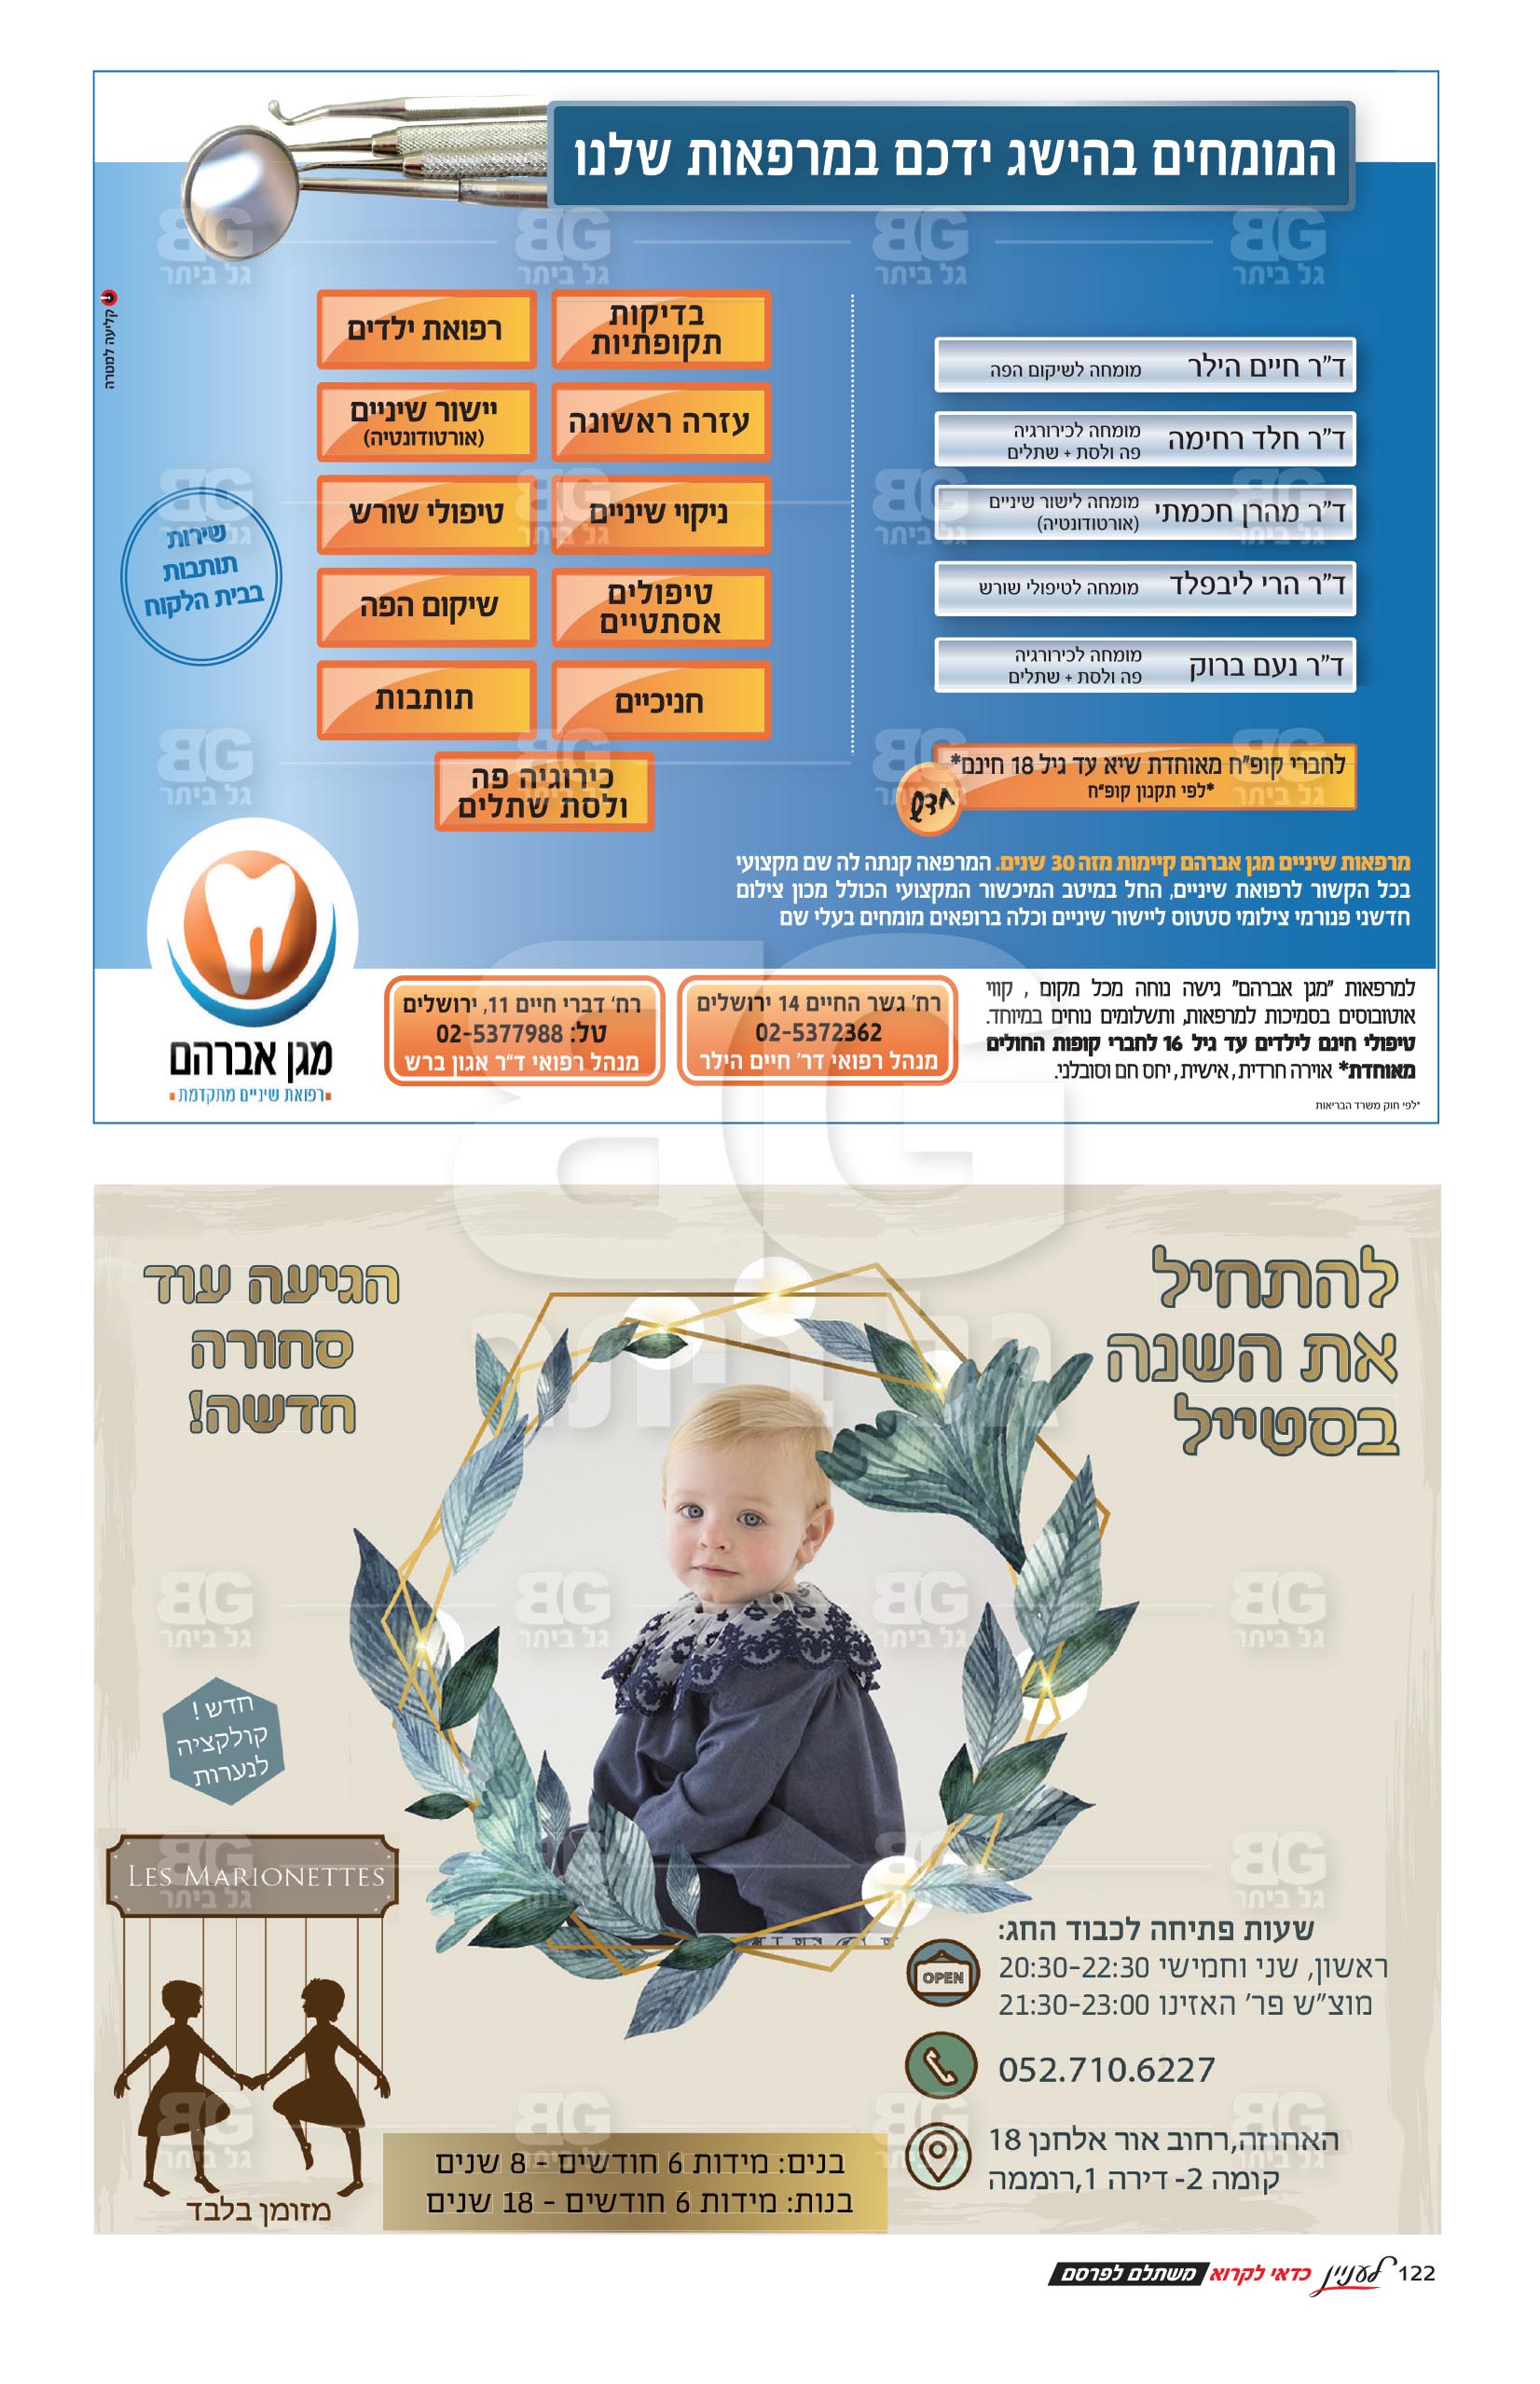 המומחים בהישג ידכם במרפאות שלנו
ד"ר חיים הילר מומחה לשיקום הפה
ד"ר חלד רחימה מומחה לכירורגיה
פה ולסת + שתלים
ד"ר מהרן חכמתי מומחה לישור שיניים
(אורטודונטיה)
ד"ר הרי ליבפלד מומחה לטיפולי שורש
ד"ר נעם ברוק מומחה לכירורגיה
פה ולסת + שתלים
לחברי קופ"ח מאוחדת שיא עד גיל 18 חינם*
*לפי תקנון קופ"ח
חדש
בדיקות
תקופתיות
רפואת ילדים
עזרה ראשונה
יישור שיניים
(אורטודונטיה)
ניקוי שיניים
טיפולי שורש
טיפולים
אסתטיים
שיקום הפה
חניכיים
תותבות
כירוגיה פה
ולסת שתלים
שירות
תותבות
בבית הלקוח
קליעה למטרה
מרפאות שיניים מגן אברהם קיימות מזה 30 שנים. המרפאה קנתה לה שם מקצועי
בכל הקשור לרפואת שיניים, החל במיטב המיכשור המקצועי הכולל מכון צילום
חדשני פנורמי צילומי סטטוס ליישור שיניים וכלה ברופאים מומחים בעלי שם
למרפאות "מגן אברהם" גישה נוחה מכל מקום , קווי
אוטובוסים בסמיכות למרפאות, ותשלומים נוחים במיוחד.
טיפולי חינם לילדים עד גיל 16 לחברי קופות החולים
מאוחדת* אוירה חרדית, אישית, יחס חם וסובלני.
*לפי חוק משרד הבריאות
רח' גשר החיים 14 ירושלים
02-5372362
מנהל רפואי דר' חיים הילר
רח' דברי חיים 11, ירושלים
טל: 02-5377988
מנהל רפואי ד"ר אגון ברש
מגן אברהם
רפואת שיניים מתקדמת
להתחיל
את השנה
בסטייל
הגיעה עוד
סחורה
חדשה!
חדש !
קולקציה
לנערות
LES MARIONETTES
מזומן בלבד
שעות פתיחה לכבוד החג:
ראשון, שני וחמישי 20:30-22:30
מוצ"ש פר' האזינו 21:30-23:00
OPEN
052.710.6227
האחוזה,רחוב אור אלחנן 18
קומה 2- דירה 1,רוממה
בנים: מידות 6 חודשים - 8 שנים
בנות: מידות 6 חודשים - 18 שנים
122 לעניין כדאי לקרוא משתלם לפרסם
BG
גל ביתר